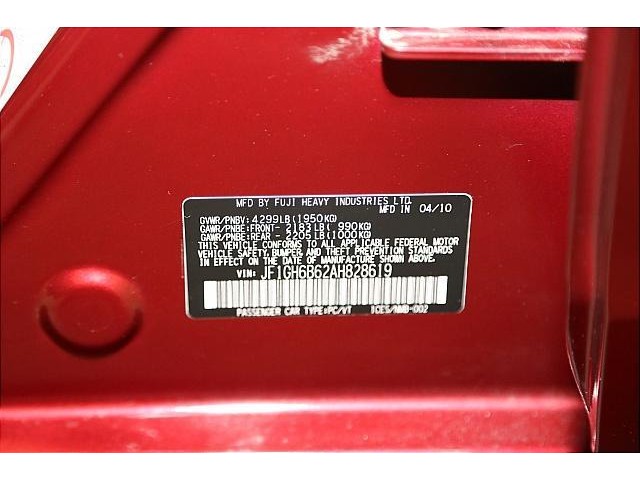 MFD BY FUJI HEAVY INDUSTRIES LTD.
GVWR/PNBV: 4299LB(1950KG) MFD IN 04/10
GAWR/PNBE:FRONT- 2183LB( 990KG)
GAWR/PNBE:REAR - 2205LB(1000KG)
THIS VEHICLE CONFORMS TO ALL APPLICABLE FEDERAL MOTOR
VEHICLE SAFETY, BUMPER, AND THEFT PREVENTION STANDARDS
IN EFFECT ON THE DATE OF MANUFACTURE SHOWN ABOVE.
VIN: JF1GH6B62AH828619
PASSENGER CAR TYPE:PC/VT ICES/NMB-002